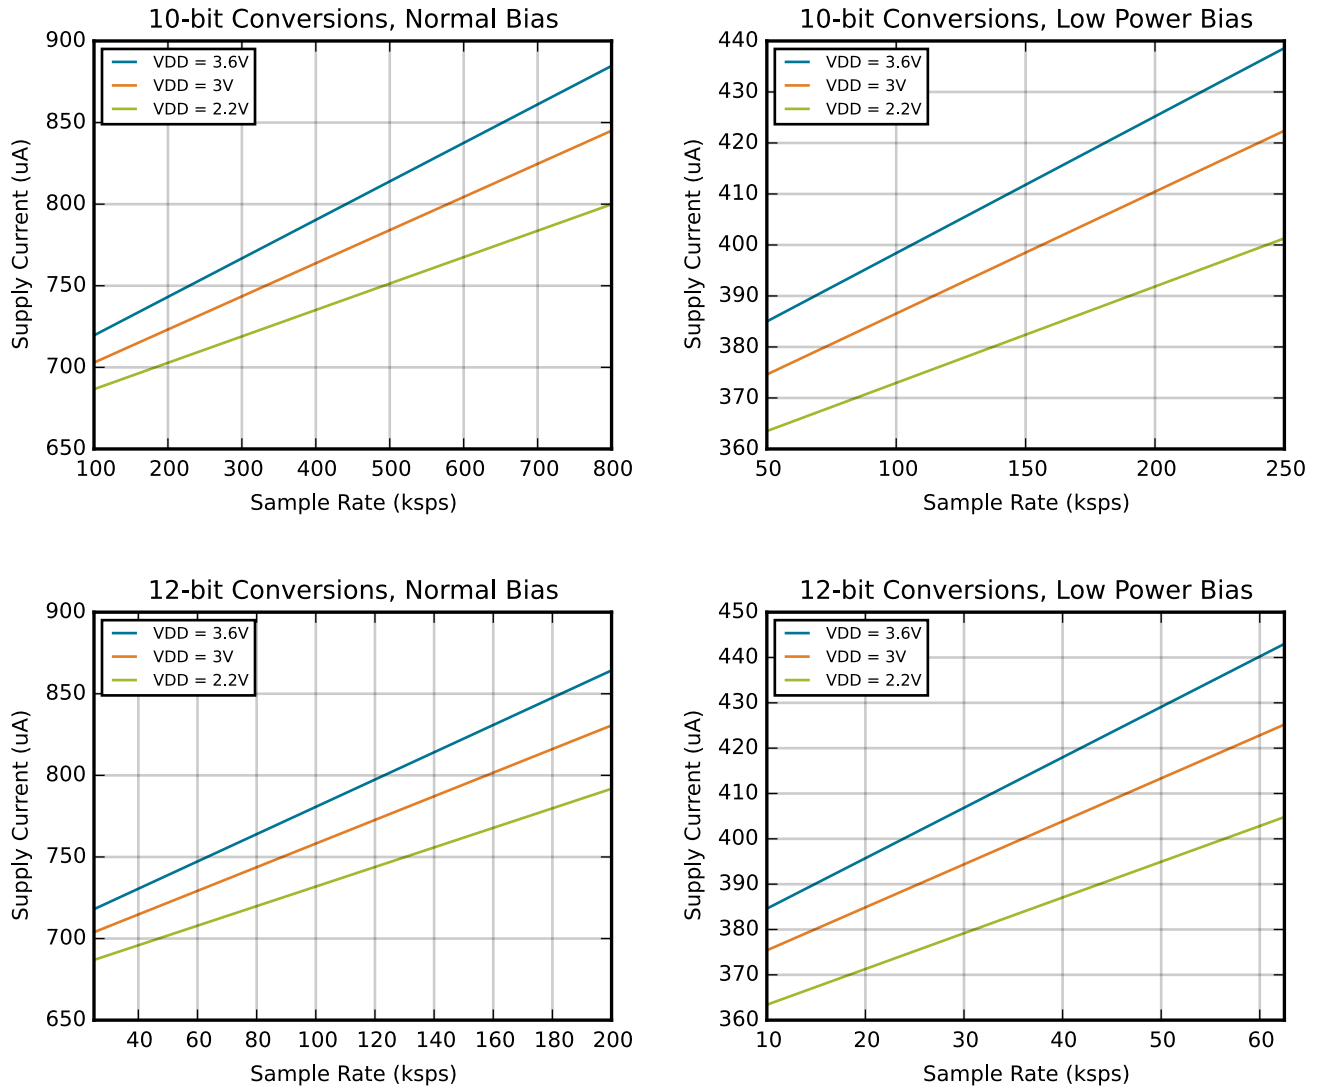 10-bit Conversions, Normal Bias
900
850
800
750
700
650
Supply Current (uA)
VDD = 3.6V
VDD = 3V
VDD = 2.2V
100 200 300 400 500 600 700 800
Sample Rate (ksps)
10-bit Conversions, Low Power Bias
440
430
420
410
400
390
380
370
360
Supply Current (uA)
VDD = 3.6V
VDD = 3V
VDD = 2.2V
50 100 150 200 250
Sample Rate (ksps)
12-bit Conversions, Normal Bias
900
850
800
750
700
650
Supply Current (uA)
VDD = 3.6V
VDD = 3V
VDD = 2.2V
40 60 80 100 120 140 160 180 200
Sample Rate (ksps)
12-bit Conversions, Low Power Bias
450
440
430
420
410
400
390
380
370
360
Supply Current (uA)
VDD = 3.6V
VDD = 3V
VDD = 2.2V
10 20 30 40 50 60
Sample Rate (ksps)